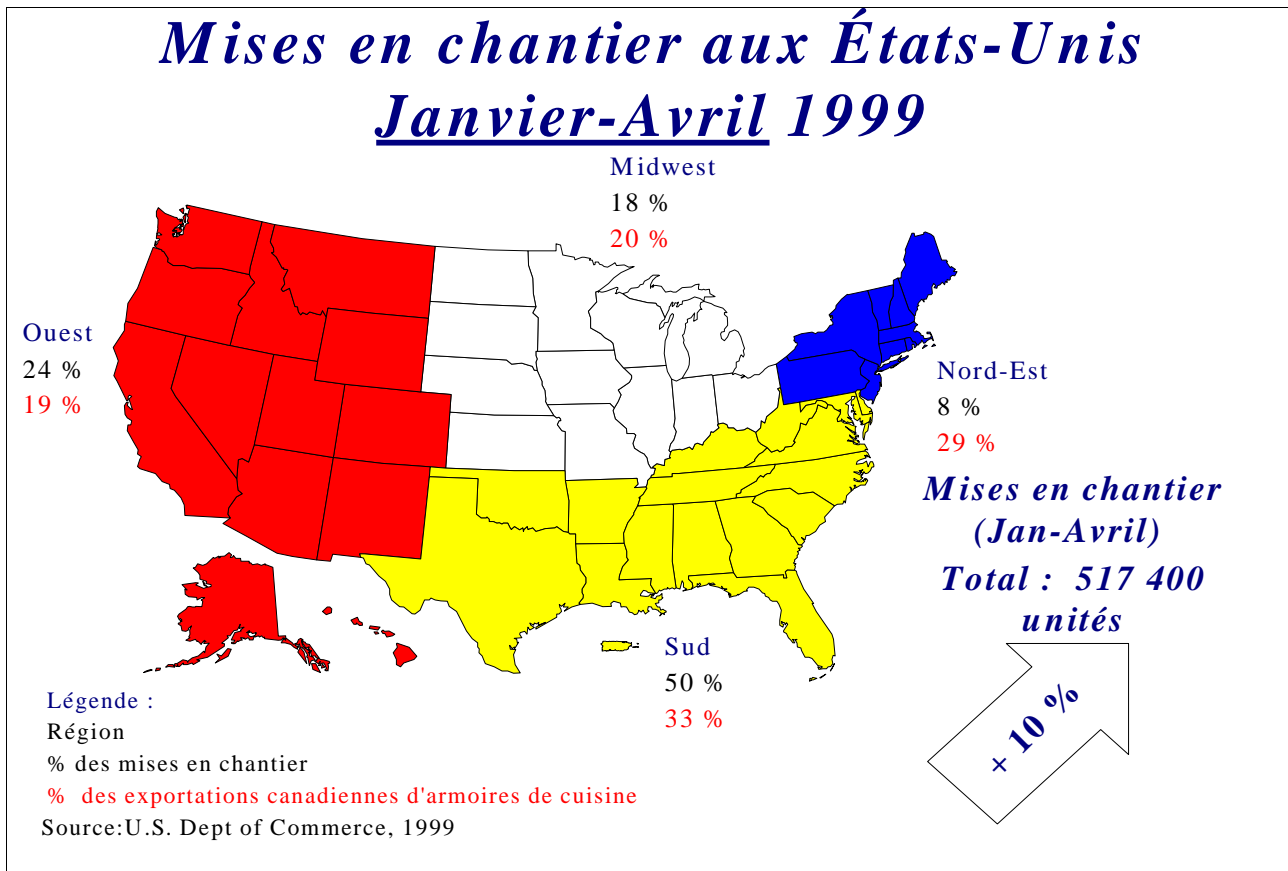 Mises en chantier aux États-Unis
Janvier-Avril 1999
Midwest
18 %
20 %
Ouest
24 %
19 %
Nord-Est
8 %
29 %
Mises en chantier
(Jan-Avril)
Total : 517 400
unités
Sud
50 %
33 %
+ 10 %
Légende :
Région
% des mises en chantier
% des exportations canadiennes d'armoires de cuisine
Source:U.S. Dept of Commerce, 1999